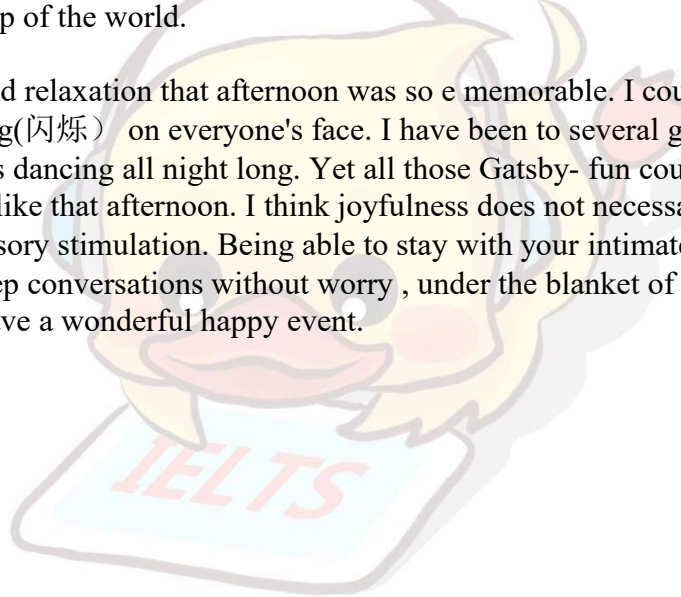 p of the world.
d relaxation that afternoon was so e memorable. I cou
g(闪烁） on everyone's face. I have been to several g
s dancing all night long. Yet all those Gatsby- fun cou
like that afternoon. I think joyfulness does not necessa
sory stimulation. Being able to stay with your intimat
ep conversations without worry , under the blanket of
ve a wonderful happy event.
IELTS